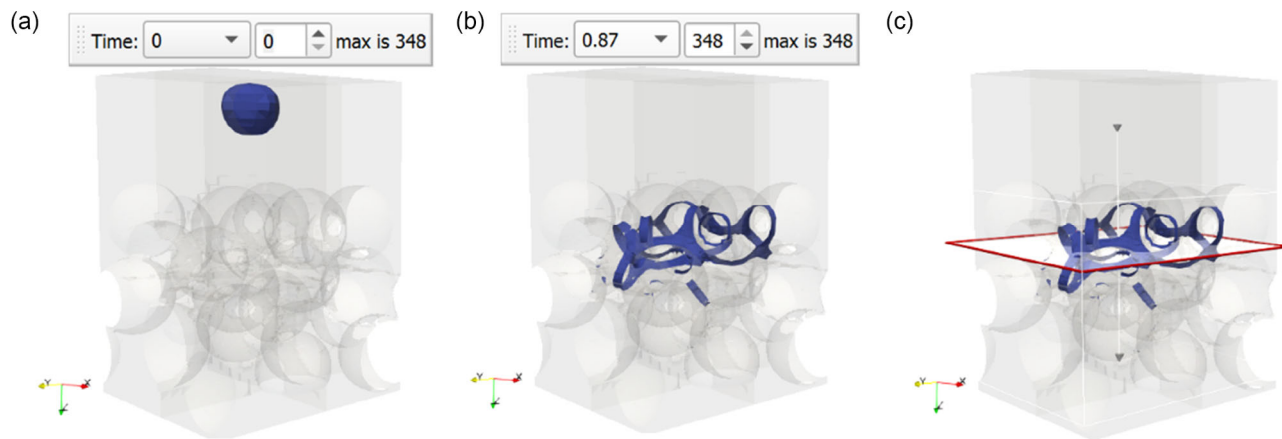 (a) Time: 0 0 max is 348
(b) Time: 0.87 348 max is 348
(c)
Y X Z
Y X Z
Y X Z